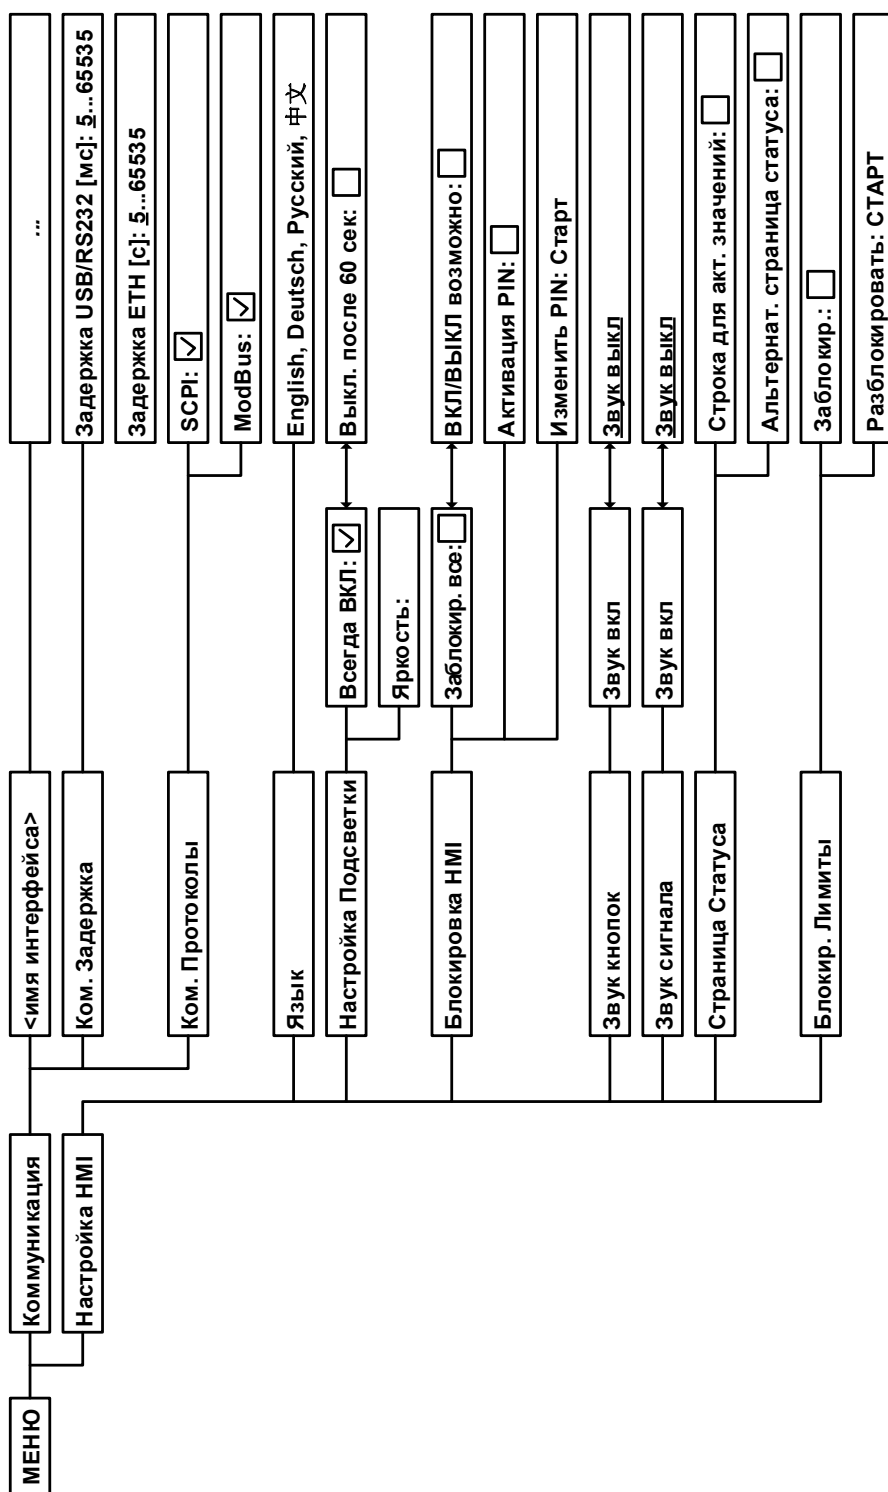 МЕНЮ
Коммуникация
<имя интерфейса>
...
Ком. Задержка
Задержка USB/RS232 [мс]: 5...65535
Задержка ETH [с]: 5...65535
Ком. Протоколы
SCPI:
ModBus:
Настройка HMI
Язык
English, Deutsch, Русский, 中文
Настройка Подсветки
Всегда ВКЛ:
Выкл. после 60 сек:
Яркость:
Блокировка HMI
Заблокир. все:
ВКЛ/ВЫКЛ возможно:
Активация PIN:
Изменить PIN: Старт
Звук кнопок
Звук вкл
Звук выкл
Звук сигнала
Звук вкл
Звук выкл
Страница Статуса
Строка для акт. значений:
Альтернат. страница статуса:
Блокир. Лимиты
Заблокир.:
Разблокировать: СТАРТ